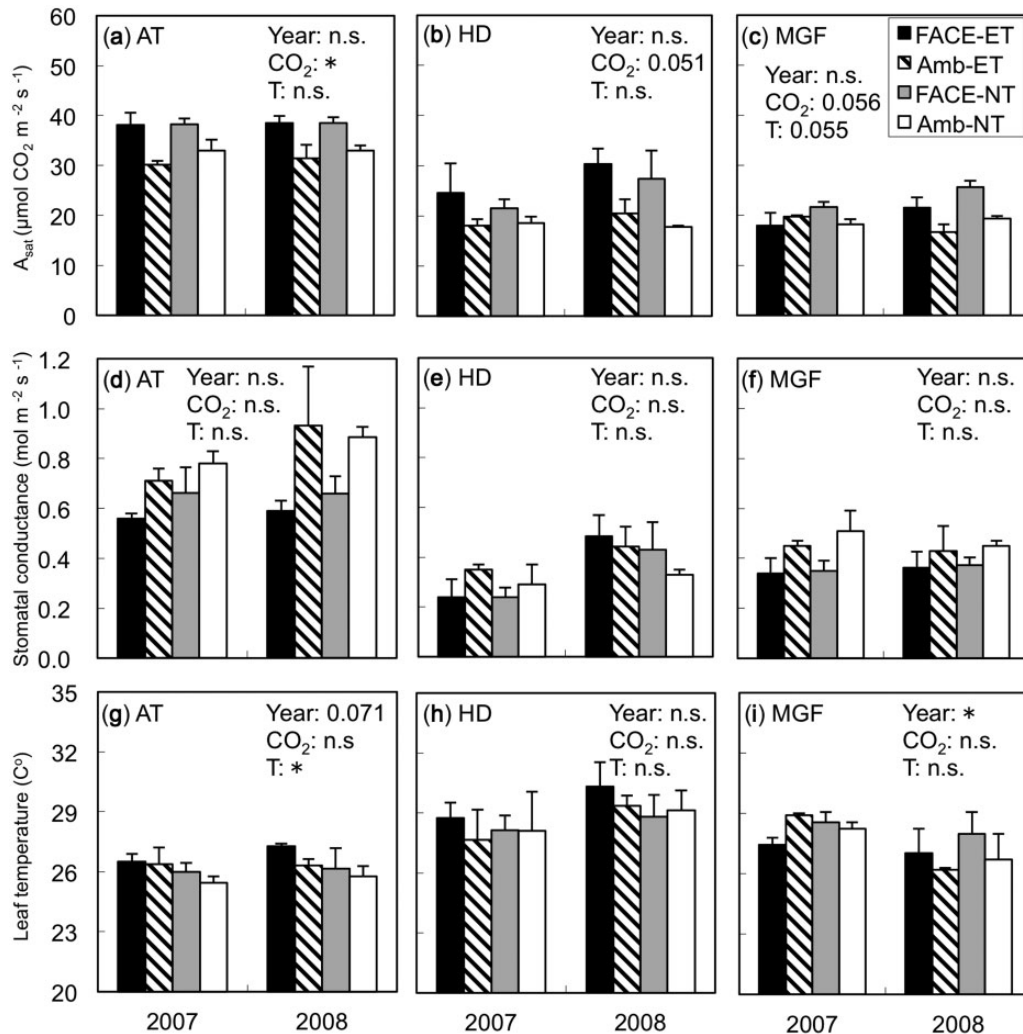 60
50
40
30
20
10
0
A_sat (μmol CO₂ m⁻² s⁻¹)
(a) AT
Year: n.s.
CO₂: *
T: n.s.
(b) HD
Year: n.s.
CO₂: 0.051
T: n.s.
(c) MGF
Year: n.s.
CO₂: 0.056
T: 0.055
FACE-ET
Amb-ET
FACE-NT
Amb-NT
1.2
1.0
0.8
0.6
0.4
0.2
0.0
Stomatal conductance (mol m⁻² s⁻¹)
(d) AT
Year: n.s.
CO₂: n.s.
T: n.s.
(e) HD
Year: n.s.
CO₂: n.s.
T: n.s.
(f) MGF
Year: n.s.
CO₂: n.s.
T: n.s.
35
32
29
26
23
20
Leaf temperature (Cº)
(g) AT
Year: 0.071
CO₂: n.s
T: *
(h) HD
Year: n.s.
CO₂: n.s.
T: n.s.
(i) MGF
Year: *
CO₂: n.s.
T: n.s.
2007 2008
2007 2008
2007 2008